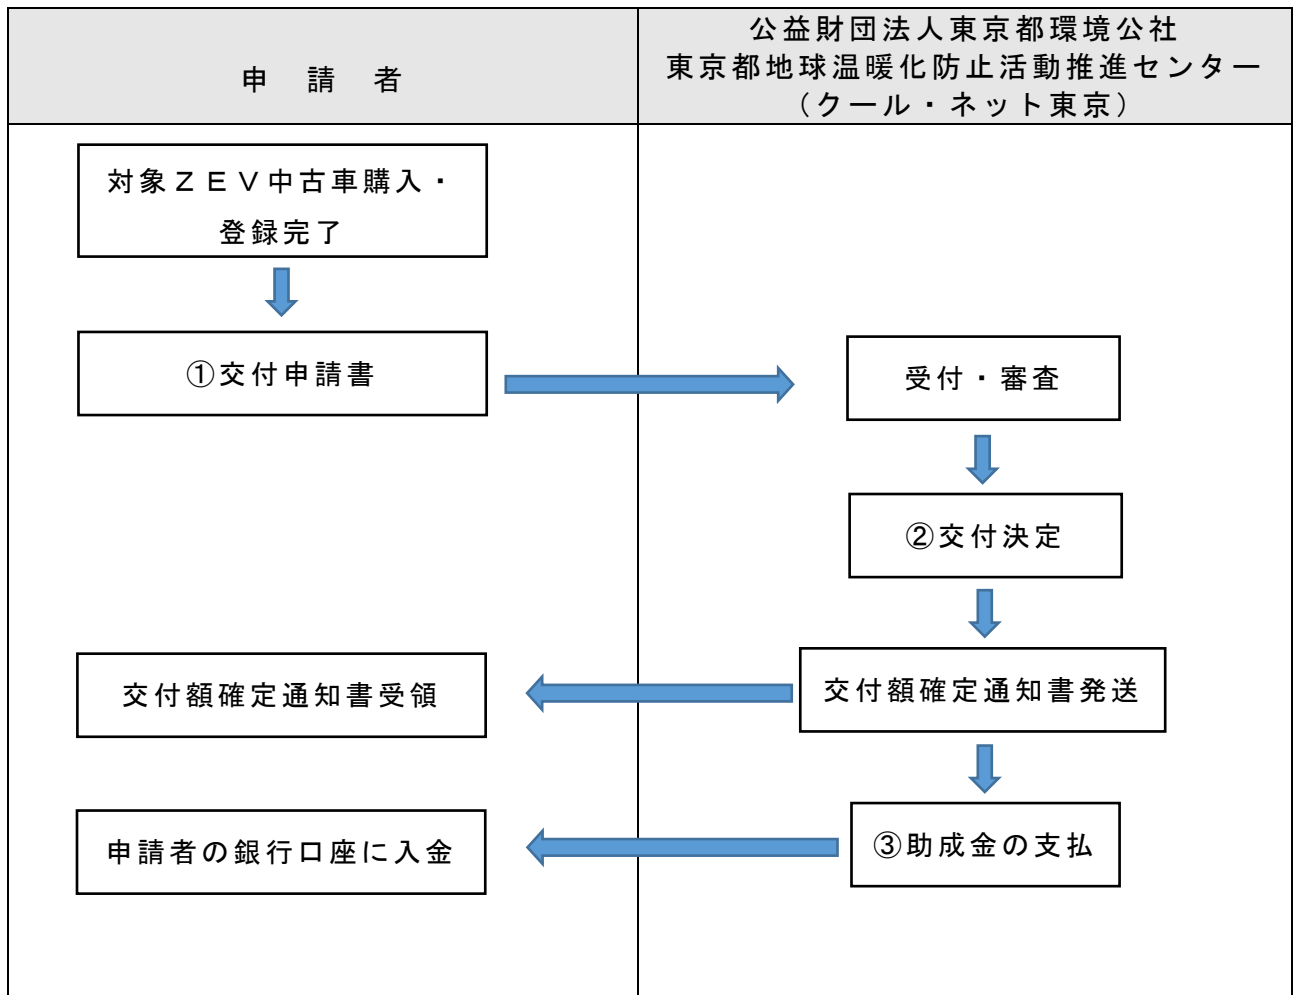 申 請 者
公益財団法人東京都環境公社
東京都地球温暖化防止活動推進センター
(クール・ネット東京)
対象ZEV中古車購入・
登録完了
①交付申請書
受付・審査
②交付決定
交付額確定通知書受領
交付額確定通知書発送
申請者の銀行口座に入金
③助成金の支払